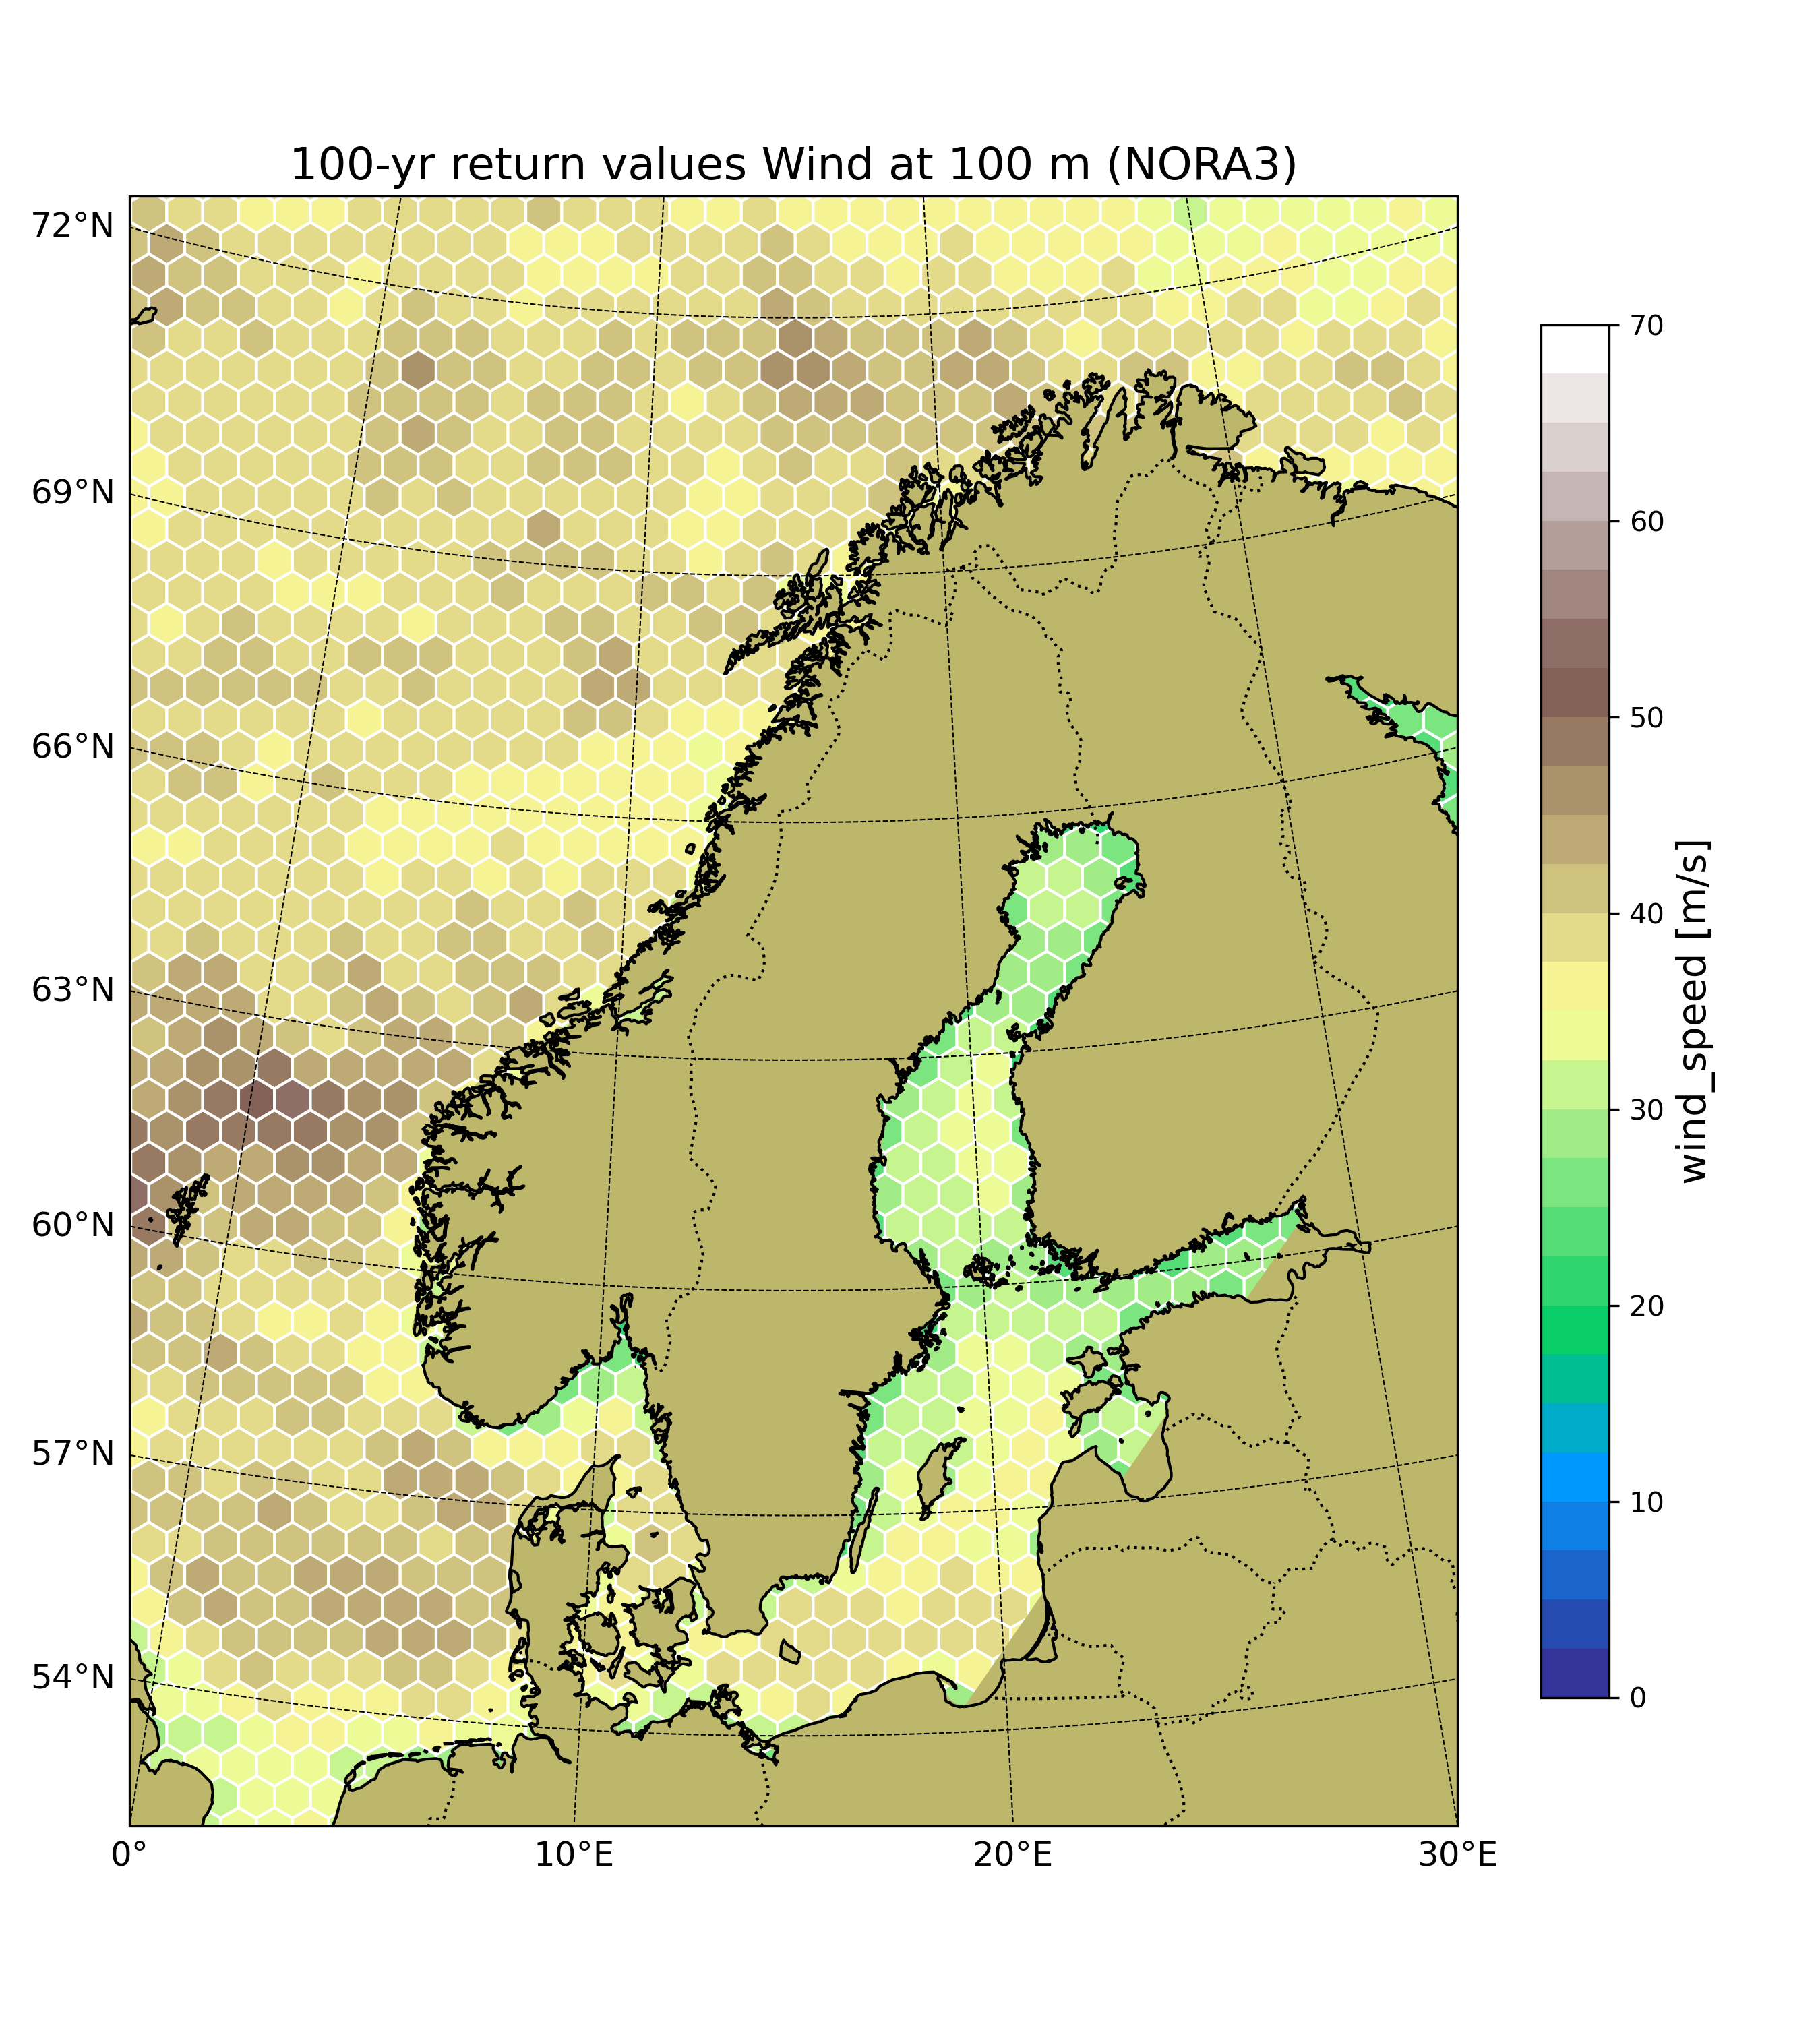 100-yr return values Wind at 100 m (NORA3)
72°N
69°N
66°N
63°N
60°N
57°N
54°N
0°
10°E
20°E
30°E
70
60
50
40
30
20
10
0
wind_speed [m/s]